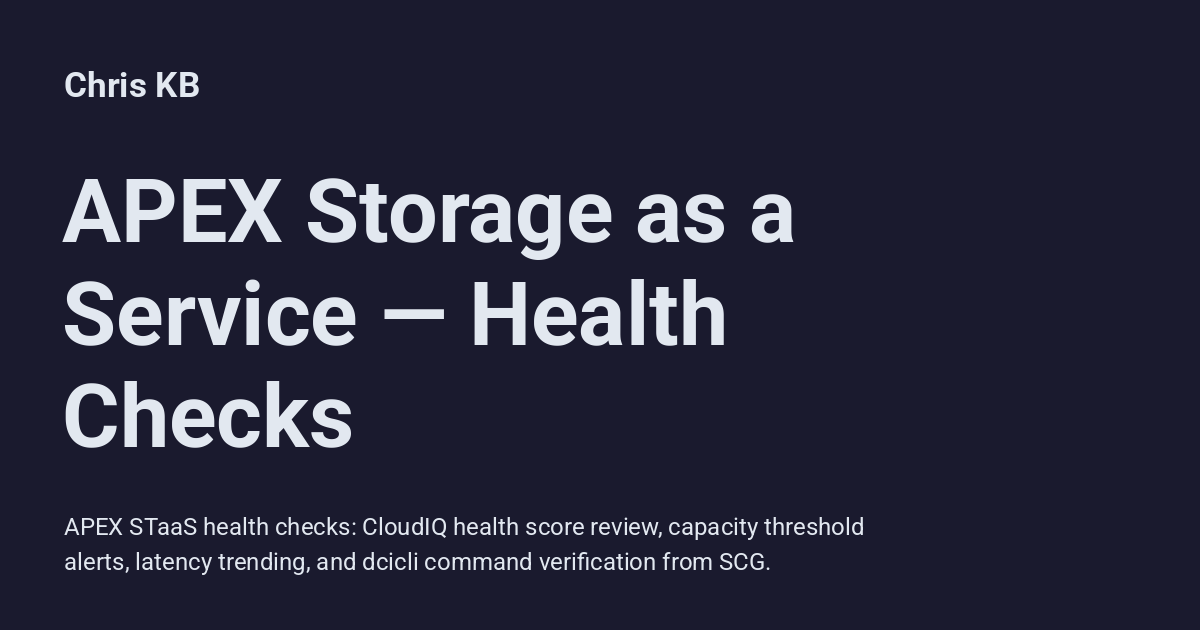 Chris KB
APEX Storage as a
Service — Health
Checks
APEX STaaS health checks: CloudIQ health score review, capacity threshold
alerts, latency trending, and dcicli command verification from SCG.